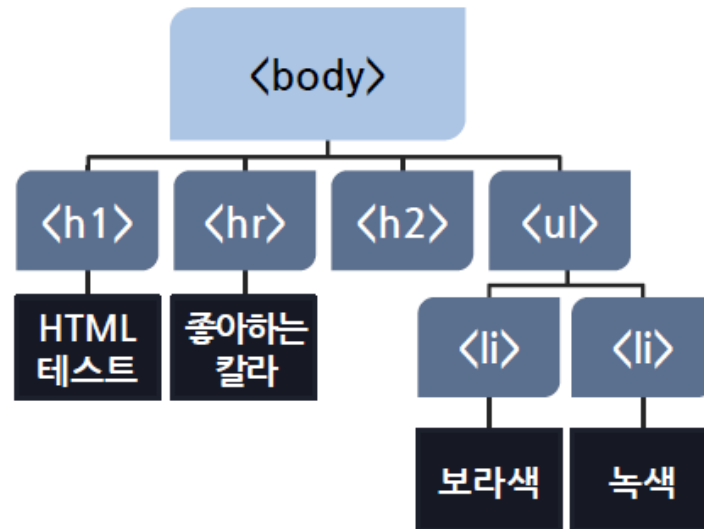 <body>
<h1>
<hr>
<h2>
<ul>
HTML
테스트
좋아하는
칼라
<li>
<li>
보라색
녹색